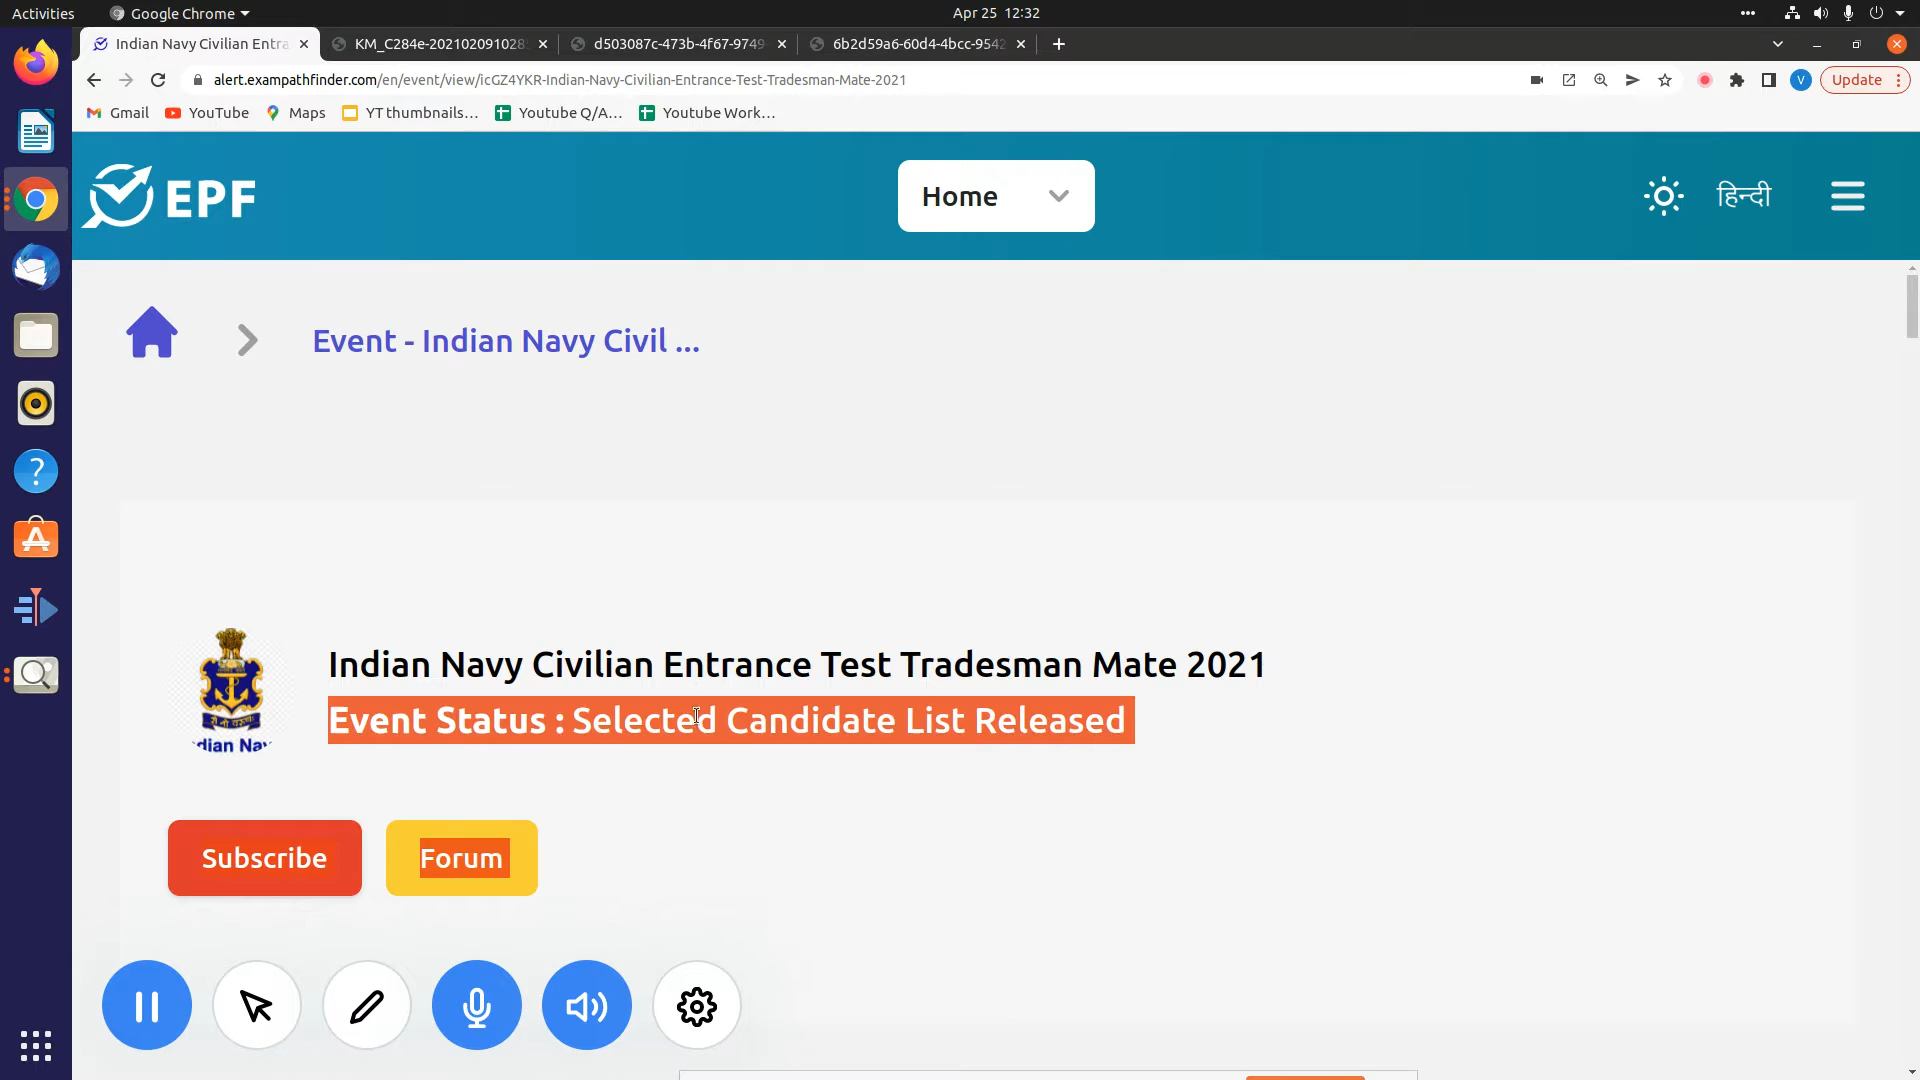 Activities
Google Chrome
Apr 25 12:32
Indian Navy Civilian Entra
KM_C284e-2021020910285
d503087c-473b-4f67-9749
6b2d59a6-60d4-4bcc-9542
alert.exampathfinder.com/en/event/view/icGZ4YKR-Indian-Navy-Civilian-Entrance-Test-Tradesman-Mate-2021
V
Update
Gmail
YouTube
Maps
YT thumbnails...
Youtube Q/A...
Youtube Work...
EPF
Home
हिन्दी
Event - Indian Navy Civil ...
Indian Navy Civilian Entrance Test Tradesman Mate 2021
Event Status : Selected Candidate List Released
Subscribe
Forum